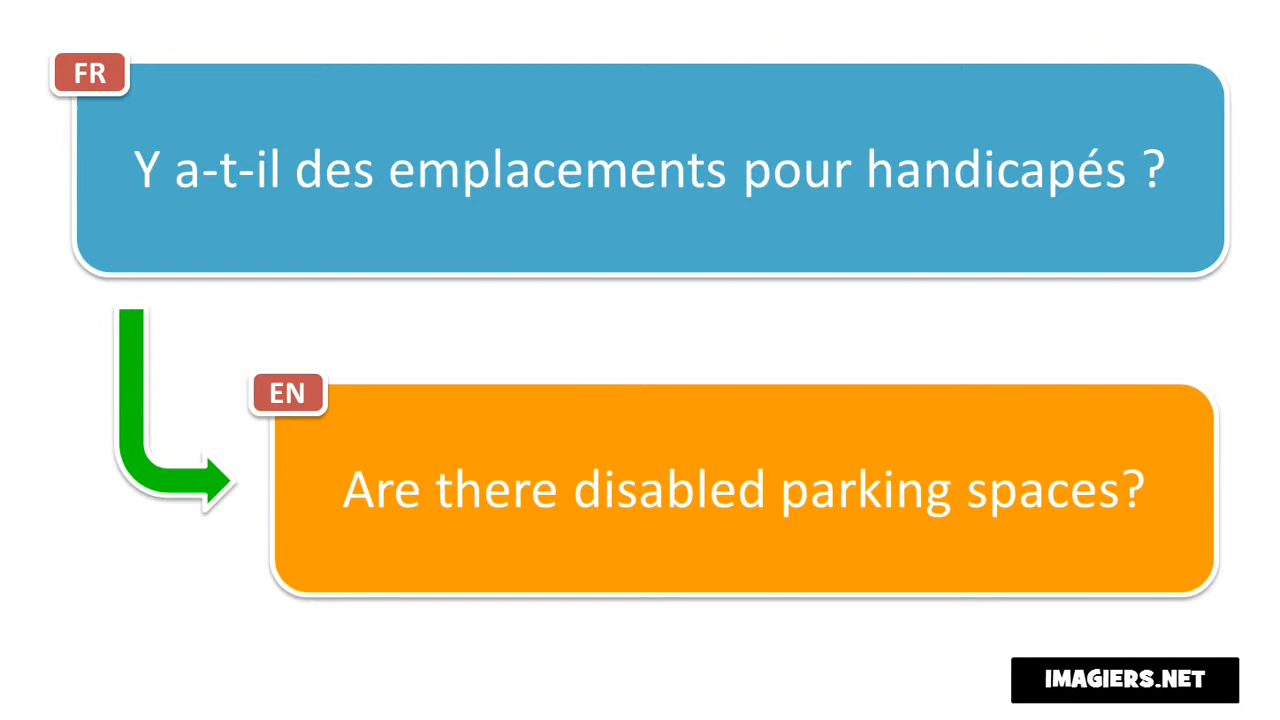 FR
Y a-t-il des emplacements pour handicapés ?
EN
Are there disabled parking spaces?
IMAGIERS.NET